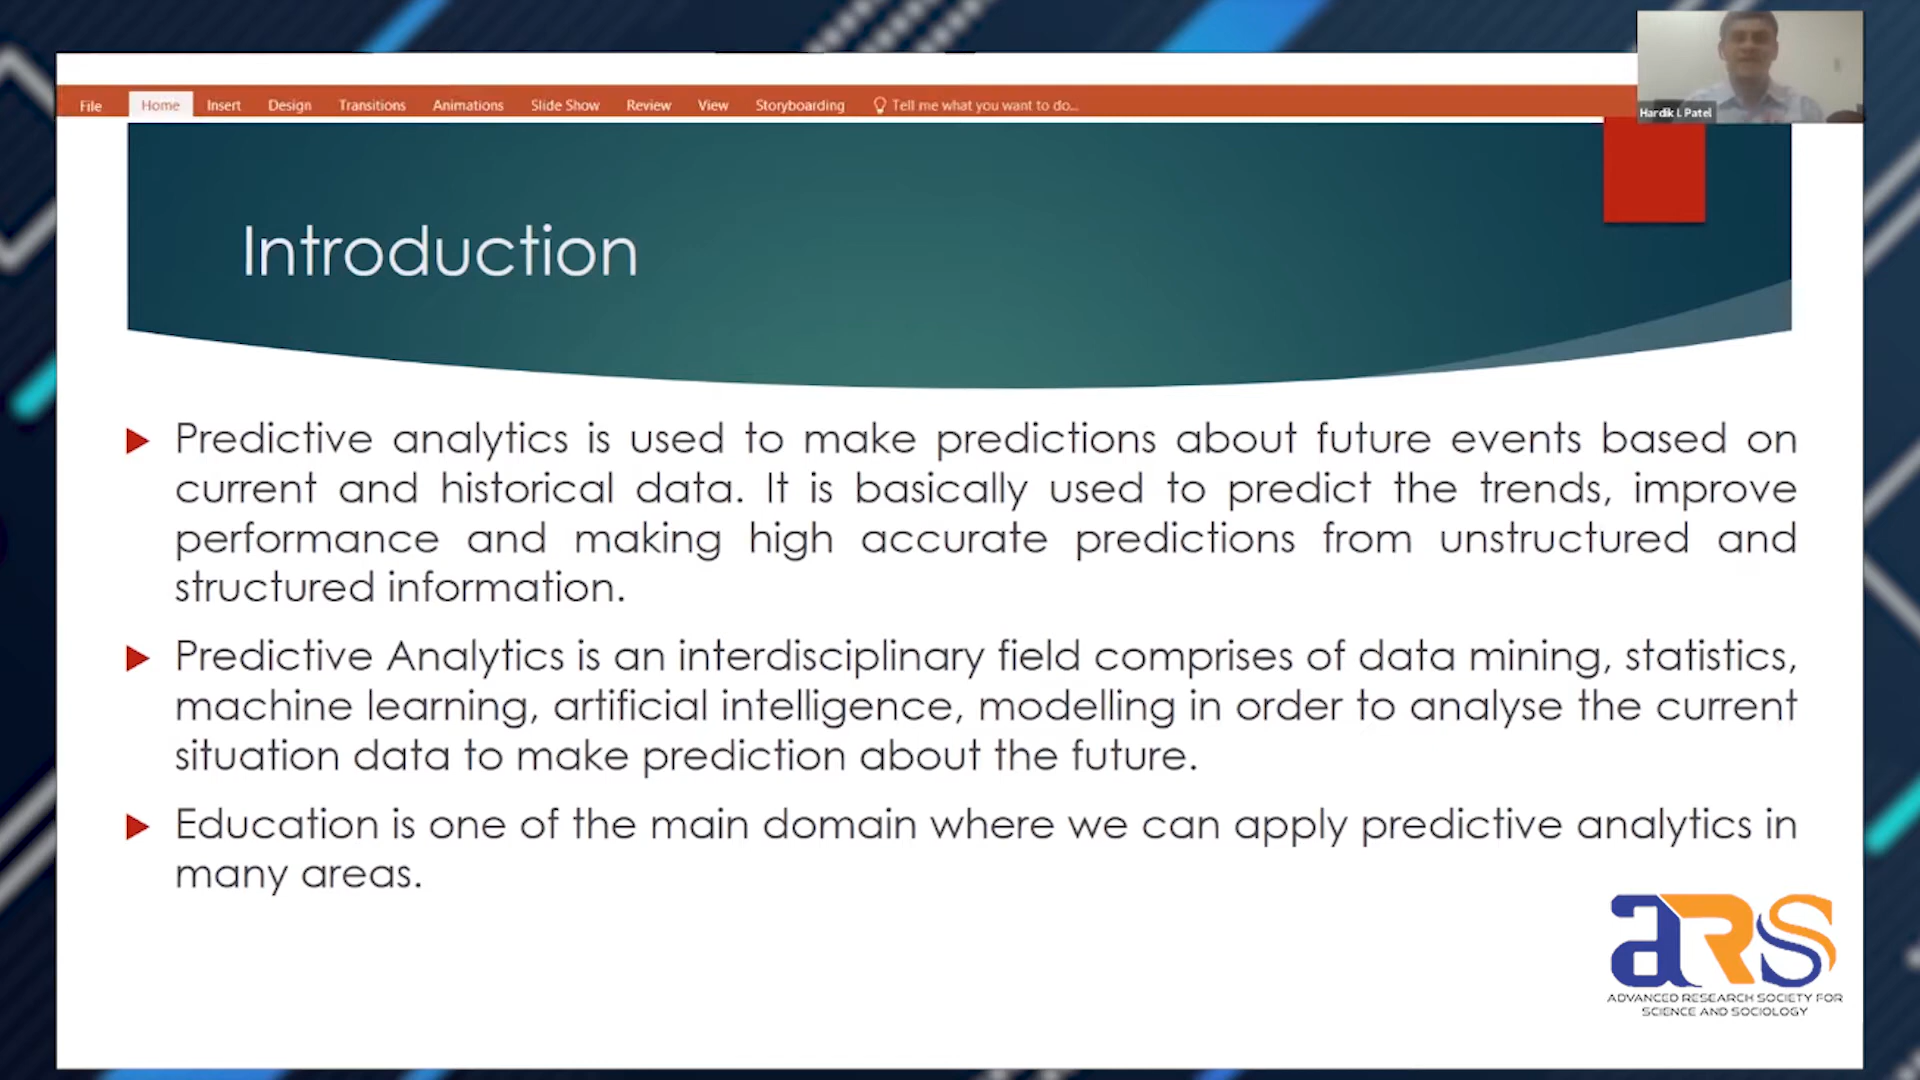 File Home Insert Design Transitions Animations Slide Show Review View Storyboarding Tell me what you want to do...
Hardik I. Patel
Introduction
Predictive analytics is used to make predictions about future events based on
current and historical data. It is basically used to predict the trends, improve
performance and making high accurate predictions from unstructured and
structured information.
Predictive Analytics is an interdisciplinary field comprises of data mining, statistics,
machine learning, artificial intelligence, modelling in order to analyse the current
situation data to make prediction about the future.
Education is one of the main domain where we can apply predictive analytics in
many areas.
aRS
ADVANCED RESEARCH SOCIETY FOR
SCIENCE AND SOCIOLOGY